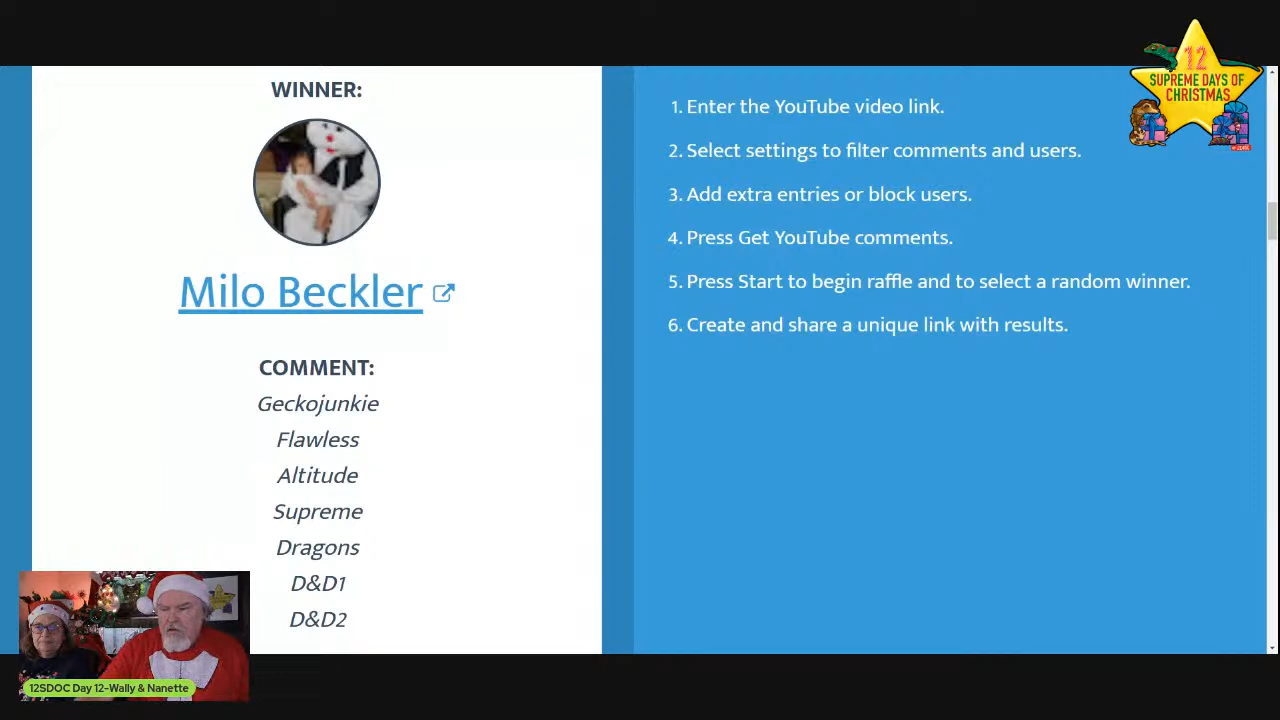 WINNER:
Milo Beckler
COMMENT:
Geckojunkie
Flawless
Altitude
Supreme
Dragons
D&D1
D&D2
1. Enter the YouTube video link.
2. Select settings to filter comments and users.
3. Add extra entries or block users.
4. Press Get YouTube comments.
5. Press Start to begin raffle and to select a random winner.
6. Create and share a unique link with results.
12
SUPREME DAYS OF
CHRISTMAS
12SDOC Day 12-Wally & Nanette